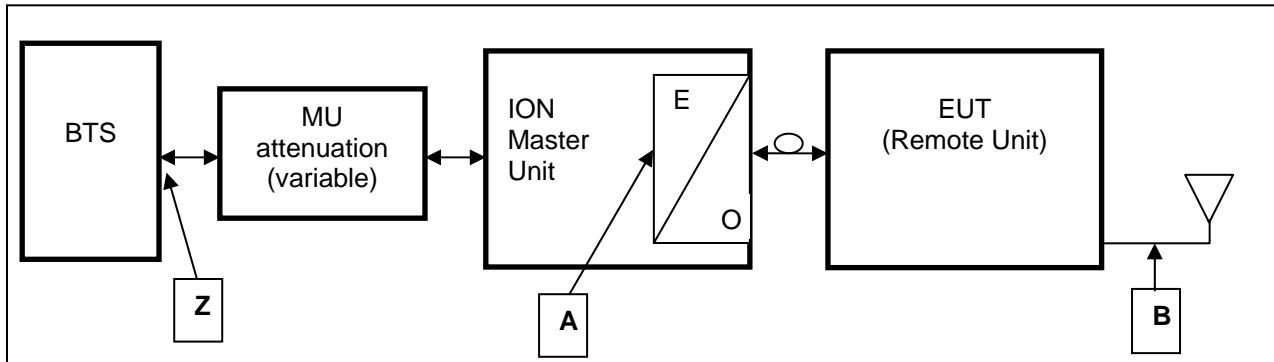 BTS
MU
attenuation
(variable)
ION
Master
Unit
E
O
EUT
(Remote Unit)
Z
A
B